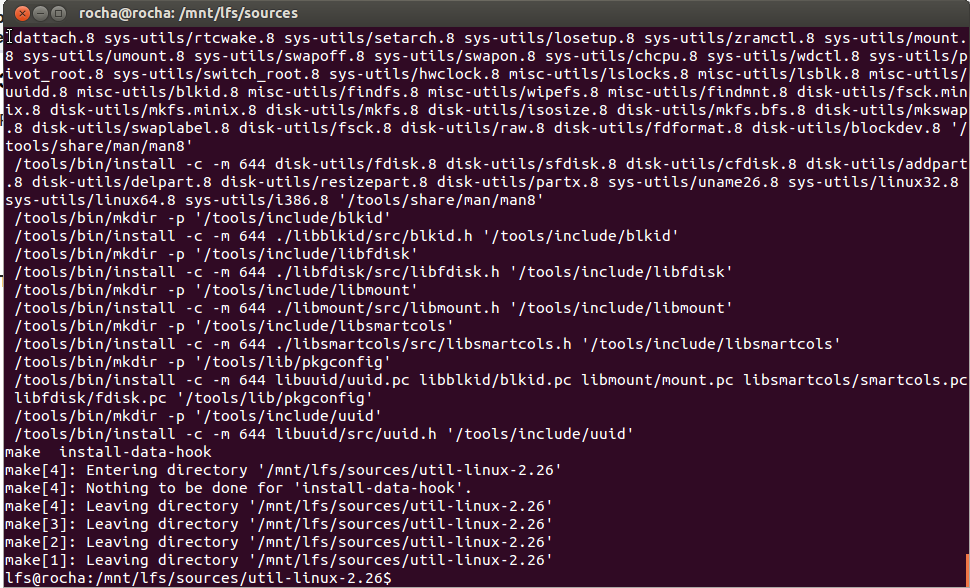 rocha@rocha: /mnt/lfs/sources
ldattach.8 sys-utils/rtcwake.8 sys-utils/setarch.8 sys-utils/losetup.8 sys-utils/zramctl.8 sys-utils/mount.
8 sys-utils/umount.8 sys-utils/swapoff.8 sys-utils/swapon.8 sys-utils/chcpu.8 sys-utils/wdctl.8 sys-utils/p
ivot_root.8 sys-utils/switch_root.8 sys-utils/hwclock.8 misc-utils/lslocks.8 misc-utils/lsblk.8 misc-utils/
uuidd.8 misc-utils/blkid.8 misc-utils/findfs.8 misc-utils/wipefs.8 misc-utils/findmnt.8 disk-utils/fsck.min
ix.8 disk-utils/mkfs.minix.8 disk-utils/mkfs.8 disk-utils/isosize.8 disk-utils/mkfs.bfs.8 disk-utils/mkswap
.8 disk-utils/swaplabel.8 disk-utils/fsck.8 disk-utils/raw.8 disk-utils/fdformat.8 disk-utils/blockdev.8 '/
tools/share/man/man8'
/tools/bin/install -c -m 644 disk-utils/fdisk.8 disk-utils/sfdisk.8 disk-utils/cfdisk.8 disk-utils/addpart
.8 disk-utils/delpart.8 disk-utils/resizepart.8 disk-utils/partx.8 sys-utils/uname26.8 sys-utils/linux32.8
sys-utils/linux64.8 sys-utils/i386.8 '/tools/share/man/man8'
/tools/bin/mkdir -p '/tools/include/blkid'
/tools/bin/install -c -m 644 ./libblkid/src/blkid.h '/tools/include/blkid'
/tools/bin/mkdir -p '/tools/include/libfdisk'
/tools/bin/install -c -m 644 ./libfdisk/src/libfdisk.h '/tools/include/libfdisk'
/tools/bin/mkdir -p '/tools/include/libmount'
/tools/bin/install -c -m 644 ./libmount/src/libmount.h '/tools/include/libmount'
/tools/bin/mkdir -p '/tools/include/libsmartcols'
/tools/bin/install -c -m 644 ./libsmartcols/src/libsmartcols.h '/tools/include/libsmartcols'
/tools/bin/mkdir -p '/tools/lib/pkgconfig'
/tools/bin/install -c -m 644 libuuid/uuid.pc libblkid/blkid.pc libmount/mount.pc libsmartcols/smartcols.pc
libfdisk/fdisk.pc '/tools/lib/pkgconfig'
/tools/bin/mkdir -p '/tools/include/uuid'
/tools/bin/install -c -m 644 libuuid/src/uuid.h '/tools/include/uuid'
make  install-data-hook
make[4]: Entering directory '/mnt/lfs/sources/util-linux-2.26'
make[4]: Nothing to be done for 'install-data-hook'.
make[4]: Leaving directory '/mnt/lfs/sources/util-linux-2.26'
make[3]: Leaving directory '/mnt/lfs/sources/util-linux-2.26'
make[2]: Leaving directory '/mnt/lfs/sources/util-linux-2.26'
make[1]: Leaving directory '/mnt/lfs/sources/util-linux-2.26'
lfs@rocha:/mnt/lfs/sources/util-linux-2.26$